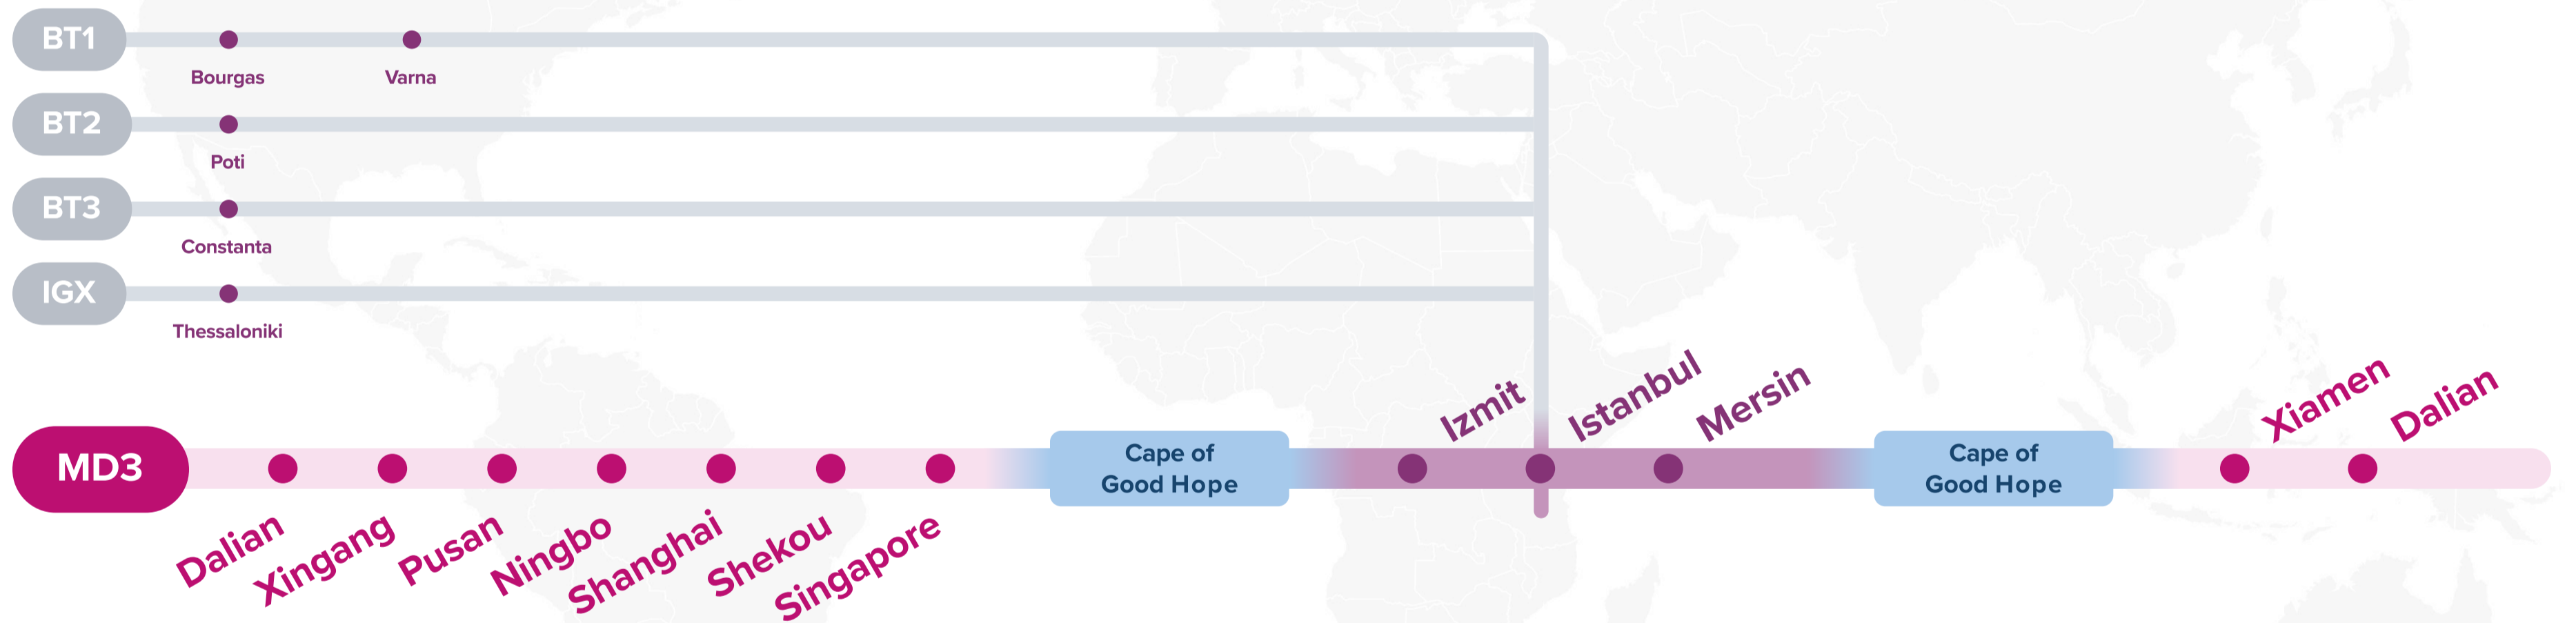 BT1
Bourgas
Varna
BT2
Poti
BT3
Constanta
IGX
Thessaloniki
MD3
Dalian
Xingang
Pusan
Ningbo
Shanghai
Shekou
Singapore
Cape of
Good Hope
Izmit
Istanbul
Mersin
Cape of
Good Hope
Xiamen
Dalian